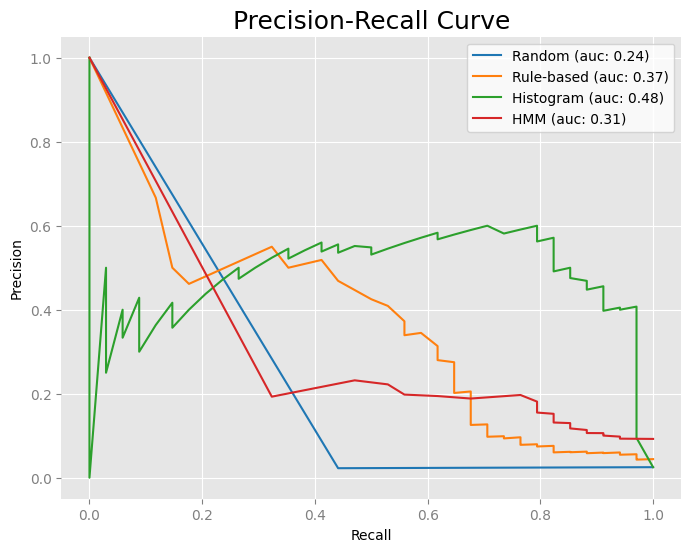 Precision-Recall Curve
Random (auc: 0.24)
Rule-based (auc: 0.37)
Histogram (auc: 0.48)
HMM (auc: 0.31)
Precision
1.0
0.8
0.6
0.4
0.2
0.0
0.0 0.2 0.4 0.6 0.8 1.0
Recall